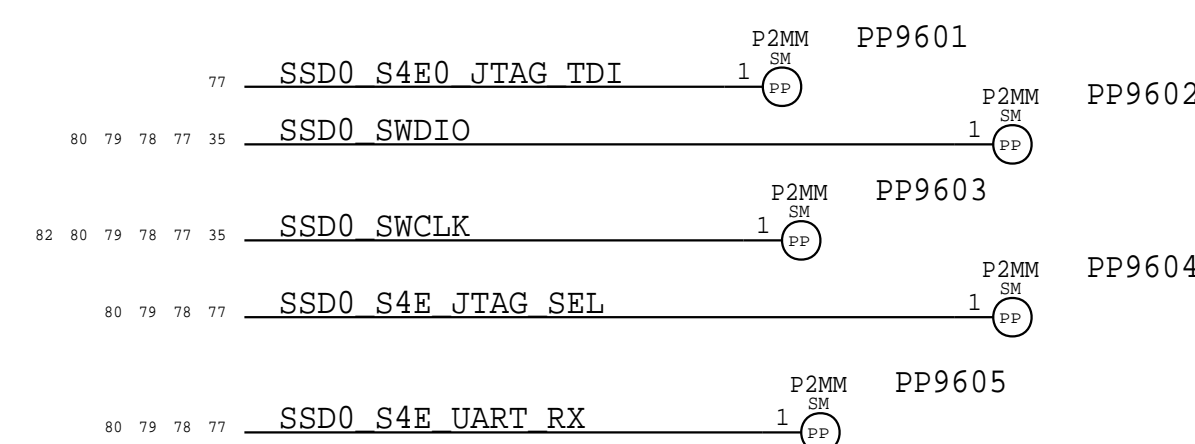 P2MM PP9601
SM
77 SSD0_S4E0_JTAG_TDI 1 PP
P2MM PP9602
SM
80 79 78 77 35 SSD0_SWDIO 1 PP
P2MM PP9603
SM
82 80 79 78 77 35 SSD0_SWCLK 1 PP
P2MM PP9604
SM
80 79 78 77 SSD0_S4E_JTAG_SEL 1 PP
P2MM PP9605
SM
80 79 78 77 SSD0_S4E_UART_RX 1 PP